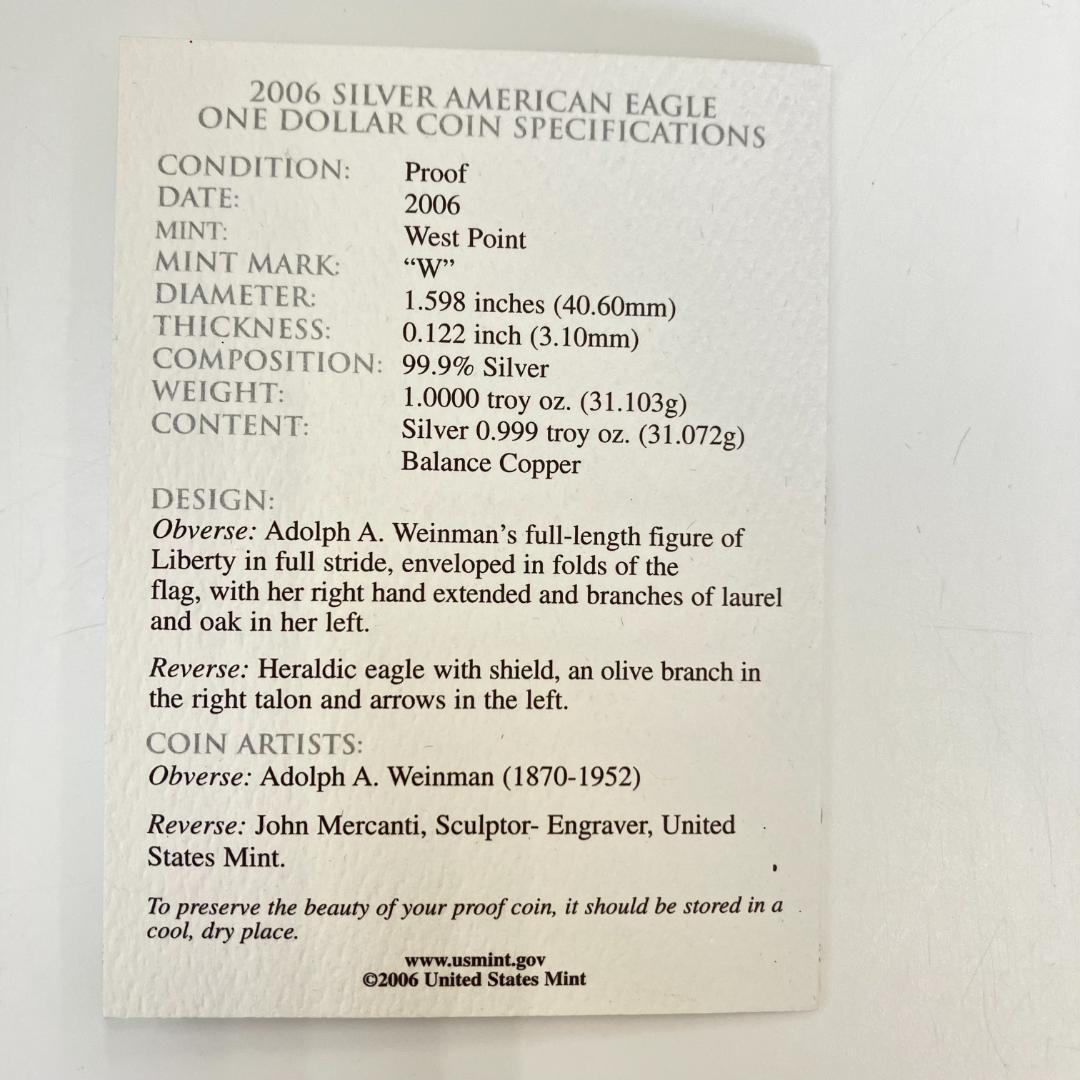 2006 SILVER AMERICAN EAGLE
ONE DOLLAR COIN SPECIFICATIONS
CONDITION: Proof
DATE: 2006
MINT: West Point
MINT MARK: “W”
DIAMETER: 1.598 inches (40.60mm)
THICKNESS: 0.122 inch (3.10mm)
COMPOSITION: 99.9% Silver
WEIGHT: 1.0000 troy oz. (31.103g)
CONTENT: Silver 0.999 troy oz. (31.072g)
Balance Copper
DESIGN:
Obverse: Adolph A. Weinman’s full-length figure of
Liberty in full stride, enveloped in folds of the
flag, with her right hand extended and branches of laurel
and oak in her left.
Reverse: Heraldic eagle with shield, an olive branch in
the right talon and arrows in the left.
COIN ARTISTS:
Obverse: Adolph A. Weinman (1870-1952)
Reverse: John Mercanti, Sculptor- Engraver, United
States Mint.
To preserve the beauty of your proof coin, it should be stored in a
cool, dry place.
www.usmint.gov
©2006 United States Mint